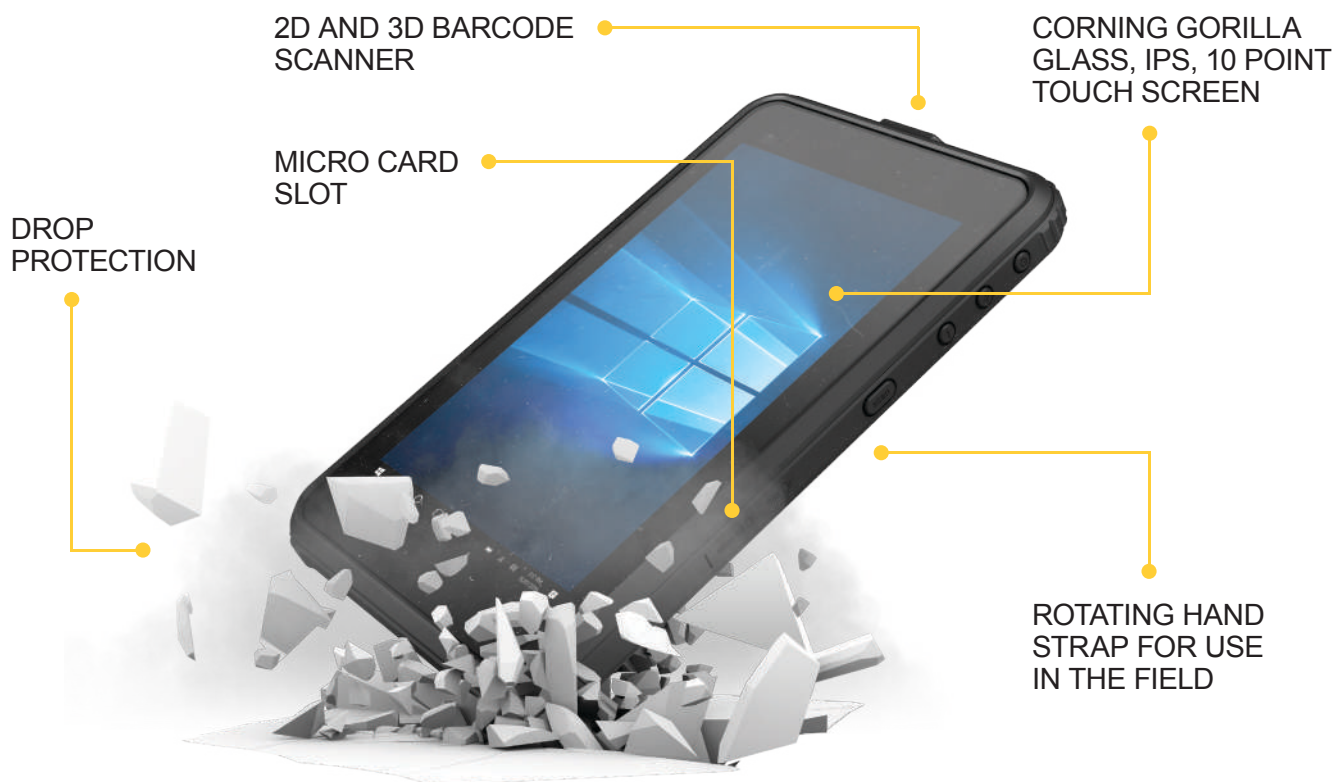 2D AND 3D BARCODE
SCANNER
CORNING GORILLA
GLASS, IPS, 10 POINT
TOUCH SCREEN
MICRO CARD
SLOT
DROP
PROTECTION
ROTATING HAND
STRAP FOR USE
IN THE FIELD